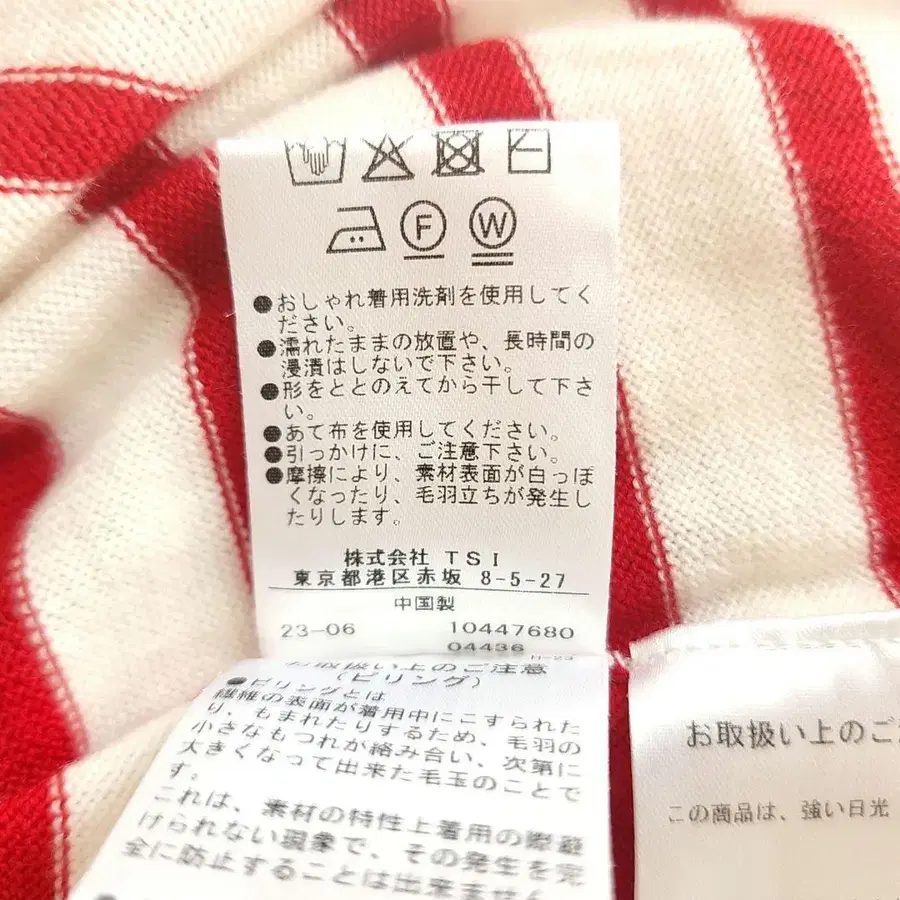 F W
●おしゃれ着用洗剤を使用してく
ださい。
●濡れたままの放置や、長時間の
浸漬はしないで下さい。
●形をととのえてから干して下さ
い。
●あて布を使用してください。
●引っかけに、ご注意下さい。
●摩擦により、素材表面が白っぽ
くなったり、毛羽立ちが発生し
たりします。
株式会社 TSI
東京都港区赤坂 8-5-27
中国製
23-06 10447680
04436
お取扱い上のご注意
(ピリング)
●ピリングとは
繊維の表面が着用中にこすられた
り、もまれたりするため、毛羽の
小さなもつれが絡み合い、次第に
大きくなって出来た毛玉のことで
す。
これは、素材の特性上着用の際避
けられない現象で、その発生を完
全に防止することは出来ません
お取扱い上のご
この商品は、強い日光